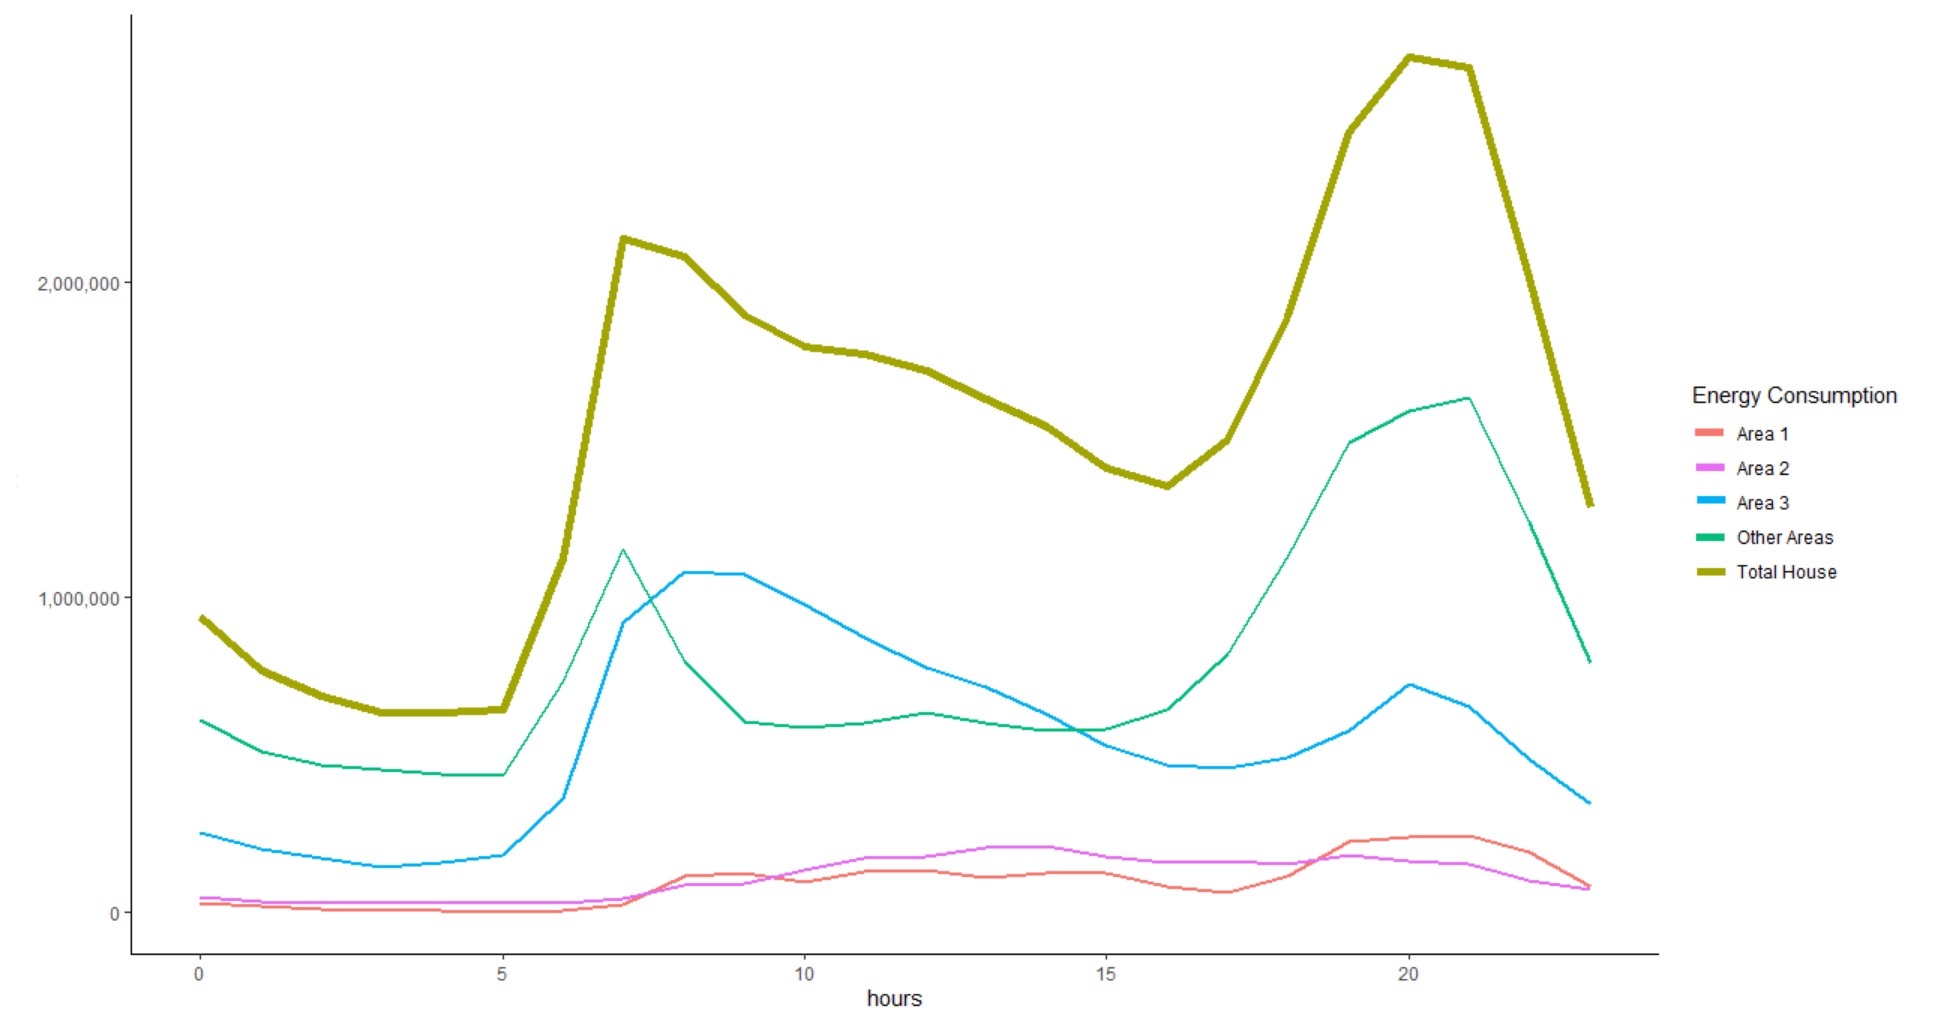 2,000,000
1,000,000
0
0 5 10 15 20
hours
Energy Consumption
Area 1
Area 2
Area 3
Other Areas
Total House